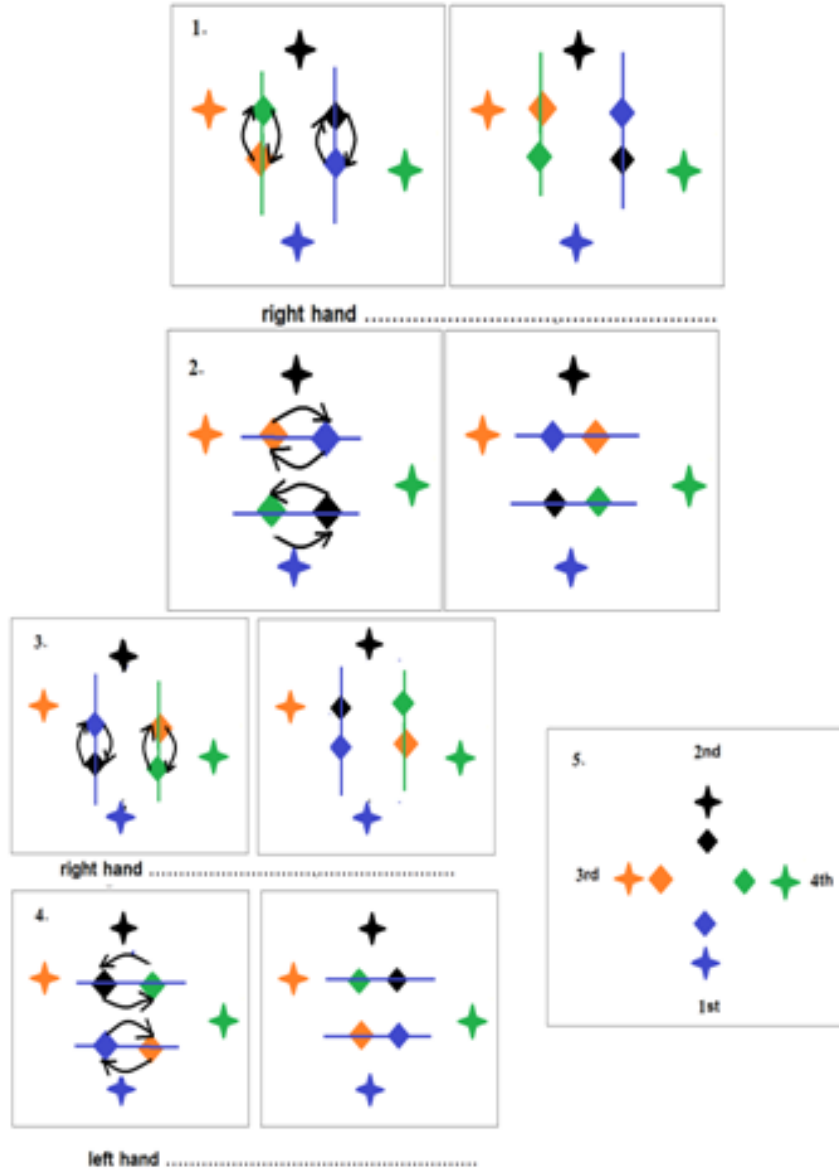 1.
right hand ................................................
2.
3.
right hand ................................................
4.
left hand ................................................
5.
2nd
3rd
4th
1st